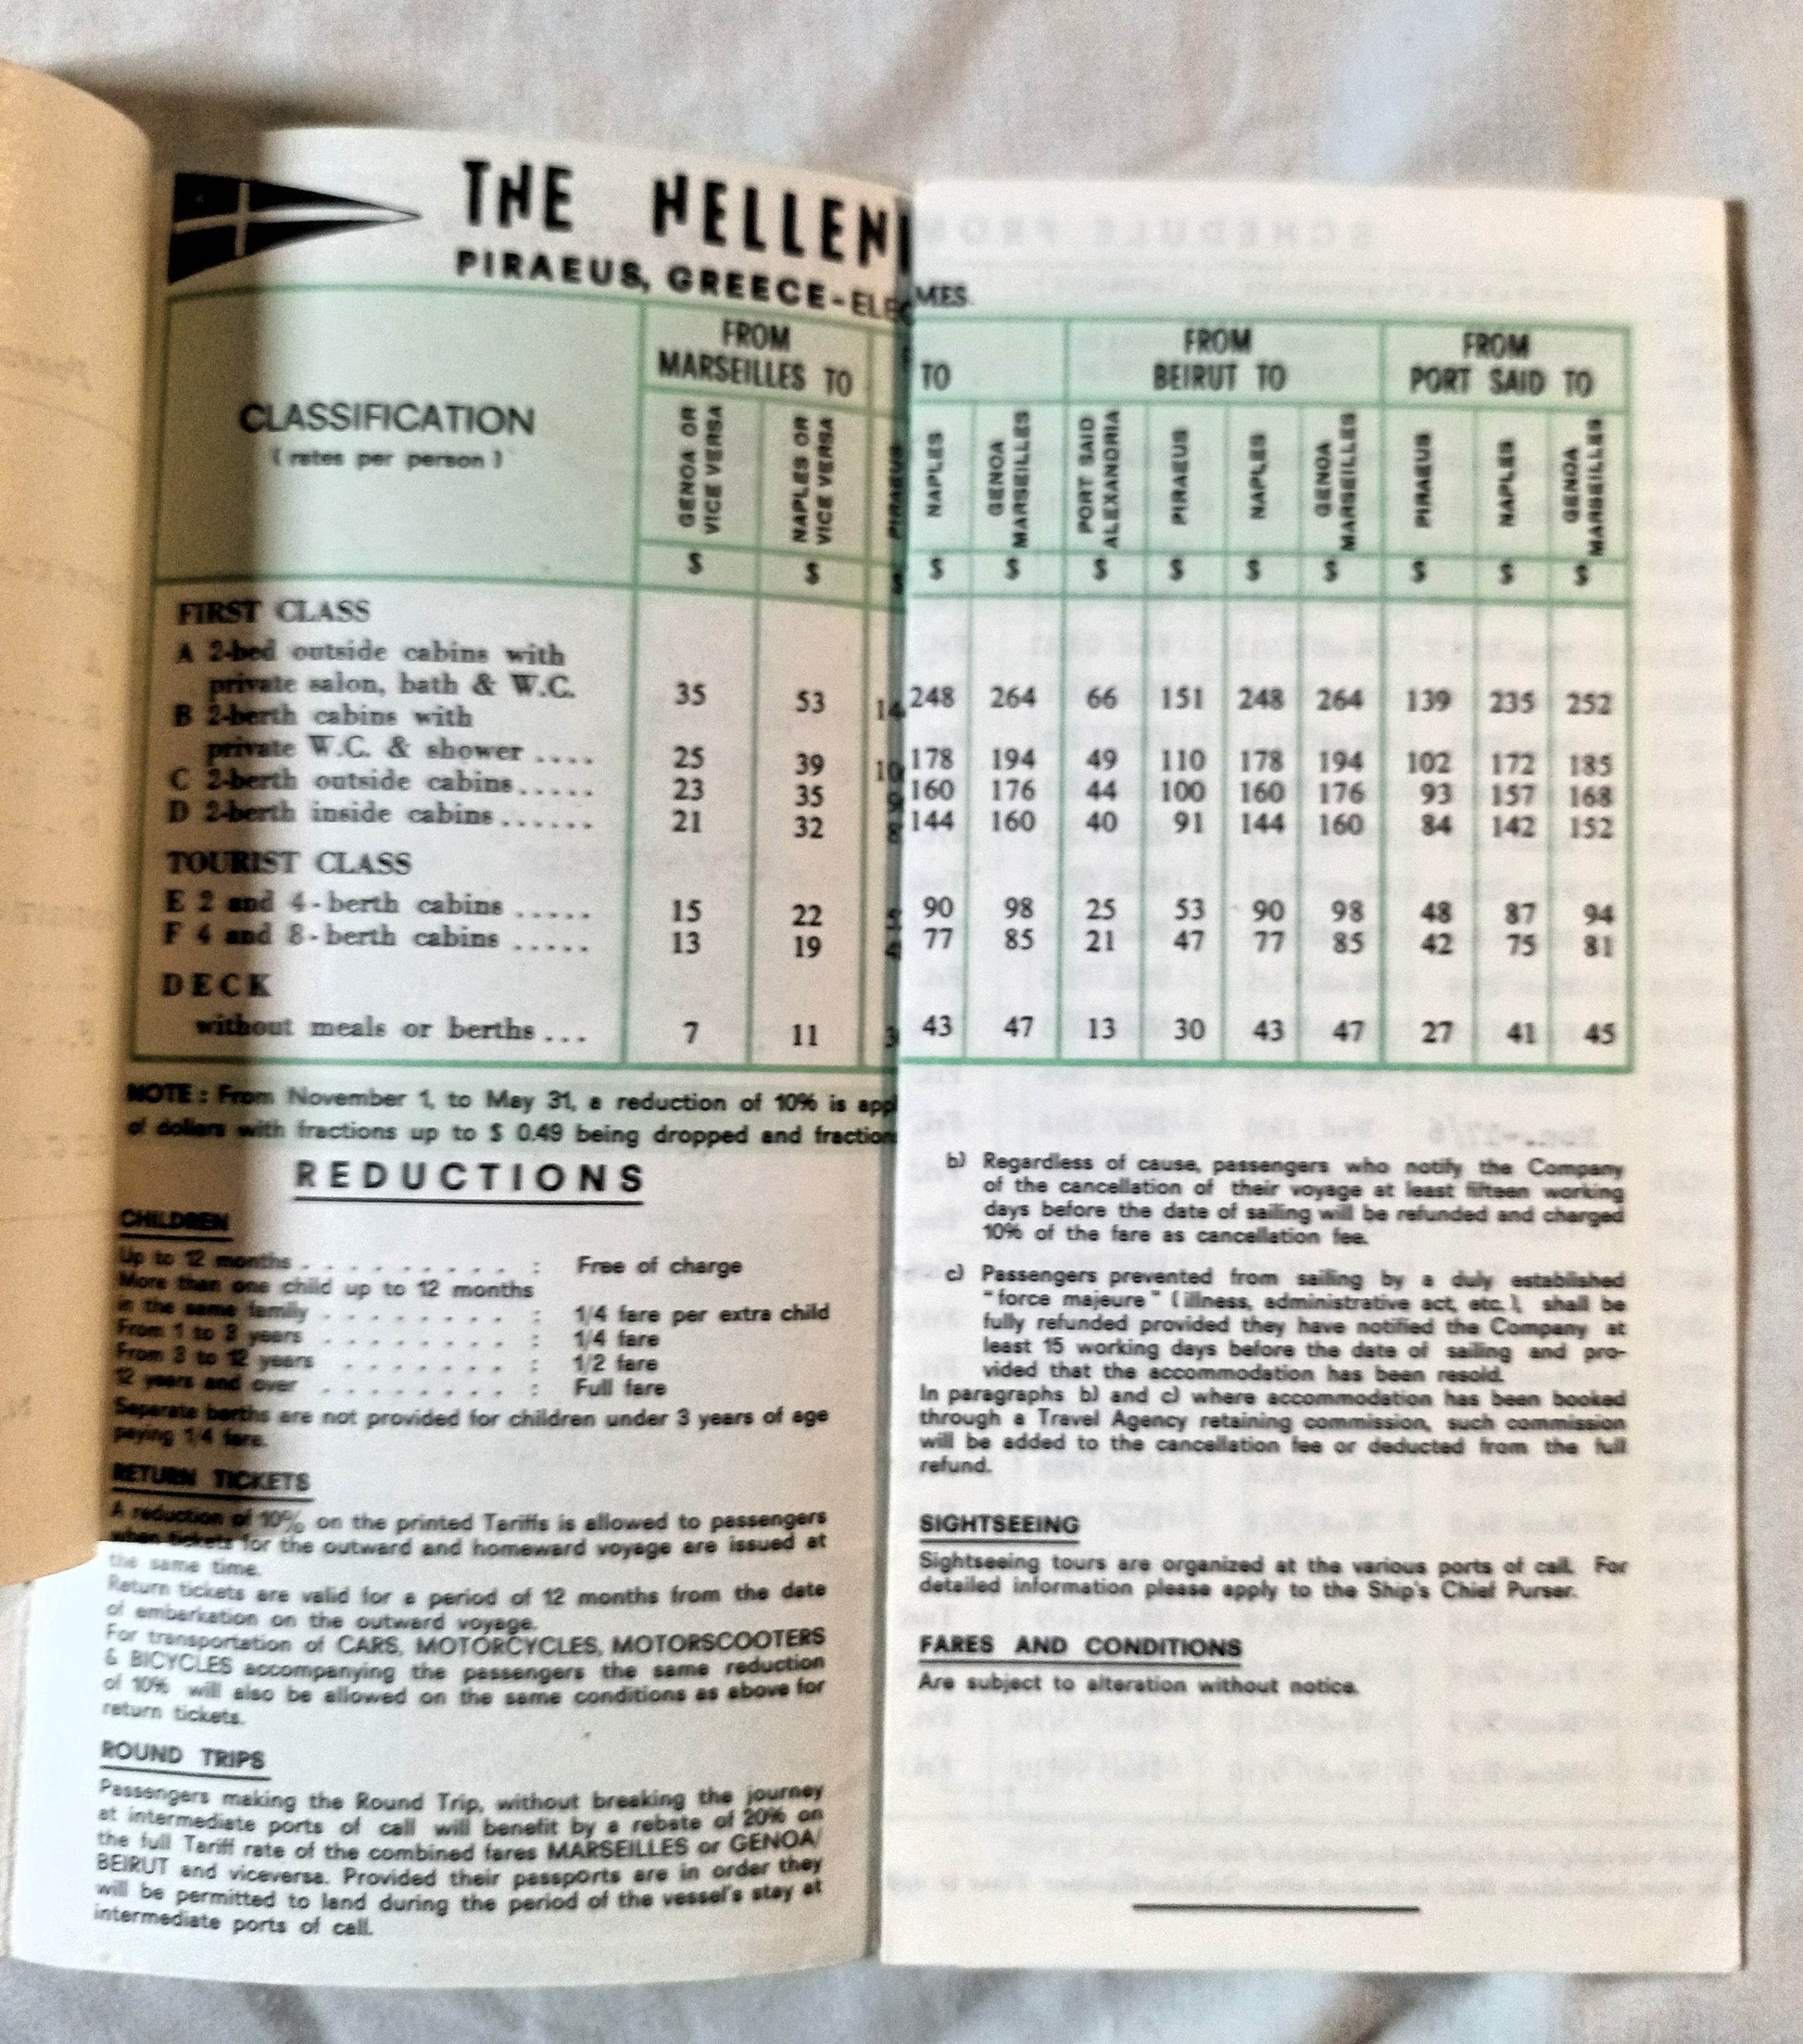 THE HELLENI
PIRAEUS, GREECE-ELEC
MES.
CLASSIFICATION
(rates per person)
FROM
MARSEILLES TO
TO
FROM
BEIRUT TO
FROM
PORT SAID TO
GENOA OR
VICE VERSA
NAPLES OR
VICE VERSA
PIRAEUS
NAPLES
GENOA
MARSEILLES
PORT SAID
ALEXANDRIA
PIRAEUS
NAPLES
GENOA
MARSEILLES
PIRAEUS
NAPLES
GENOA
MARSEILLES
$ $ $ $ $ $ $ $ $ $ $ $
FIRST CLASS
A 2-bed outside cabins with
private salon, bath & W.C. 35 53 14 248 264 66 151 248 264 139 235 252
B 2-berth cabins with
private W.C. & shower .... 25 39 10 178 194 49 110 178 194 102 172 185
C 2-berth outside cabins..... 23 35 9 160 176 44 100 160 176 93 157 168
D 2-berth inside cabins ...... 21 32 8 144 160 40 91 144 160 84 142 152
TOURIST CLASS
E 2 and 4-berth cabins ..... 15 22 5 90 98 25 53 90 98 48 87 94
F 4 and 8-berth cabins ..... 13 19 4 77 85 21 47 77 85 42 75 81
DECK
without meals or berths ... 7 11 3 43 47 13 30 43 47 27 41 45
NOTE : From November 1, to May 31, a reduction of 10% is appl
of dollars with fractions up to $ 0.49 being dropped and fraction
REDUCTIONS
CHILDREN
Up to 12 months . . . . . . . . . : Free of charge
More than one child up to 12 months
in the same family . . . . . . . . : 1/4 fare per extra child
From 1 to 3 years . . . . . . . . : 1/4 fare
From 3 to 12 years . . . . . . . : 1/2 fare
12 years and over . . . . . . . . : Full fare
Separate berths are not provided for children under 3 years of age
paying 1/4 fare.
RETURN TICKETS
A reduction of 10% on the printed Tariffs is allowed to passengers
when tickets for the outward and homeward voyage are issued at
the same time.
Return tickets are valid for a period of 12 months from the date
of embarkation on the outward voyage.
For transportation of CARS, MOTORCYCLES, MOTORSCOOTERS
& BICYCLES accompanying the passengers the same reduction
of 10% will also be allowed on the same conditions as above for
return tickets.
ROUND TRIPS
Passengers making the Round Trip, without breaking the journey
at intermediate ports of call will benefit by a rebate of 20% on
the full Tariff rate of the combined fares MARSEILLES or GENOA/
BEIRUT and viceversa. Provided their passports are in order they
will be permitted to land during the period of the vessel's stay at
intermediate ports of call.
b) Regardless of cause, passengers who notify the Company
of the cancellation of their voyage at least fifteen working
days before the date of sailing will be refunded and charged
10% of the fare as cancellation fee.
c) Passengers prevented from sailing by a duly established
"force majeure" (illness, administrative act, etc.), shall be
fully refunded provided they have notified the Company at
least 15 working days before the date of sailing and pro-
vided that the accommodation has been resold.
In paragraphs b) and c) where accommodation has been booked
through a Travel Agency retaining commission, such commission
will be added to the cancellation fee or deducted from the full
refund.
SIGHTSEEING
Sightseeing tours are organized at the various ports of call. For
detailed information please apply to the Ship's Chief Purser.
FARES AND CONDITIONS
Are subject to alteration without notice.